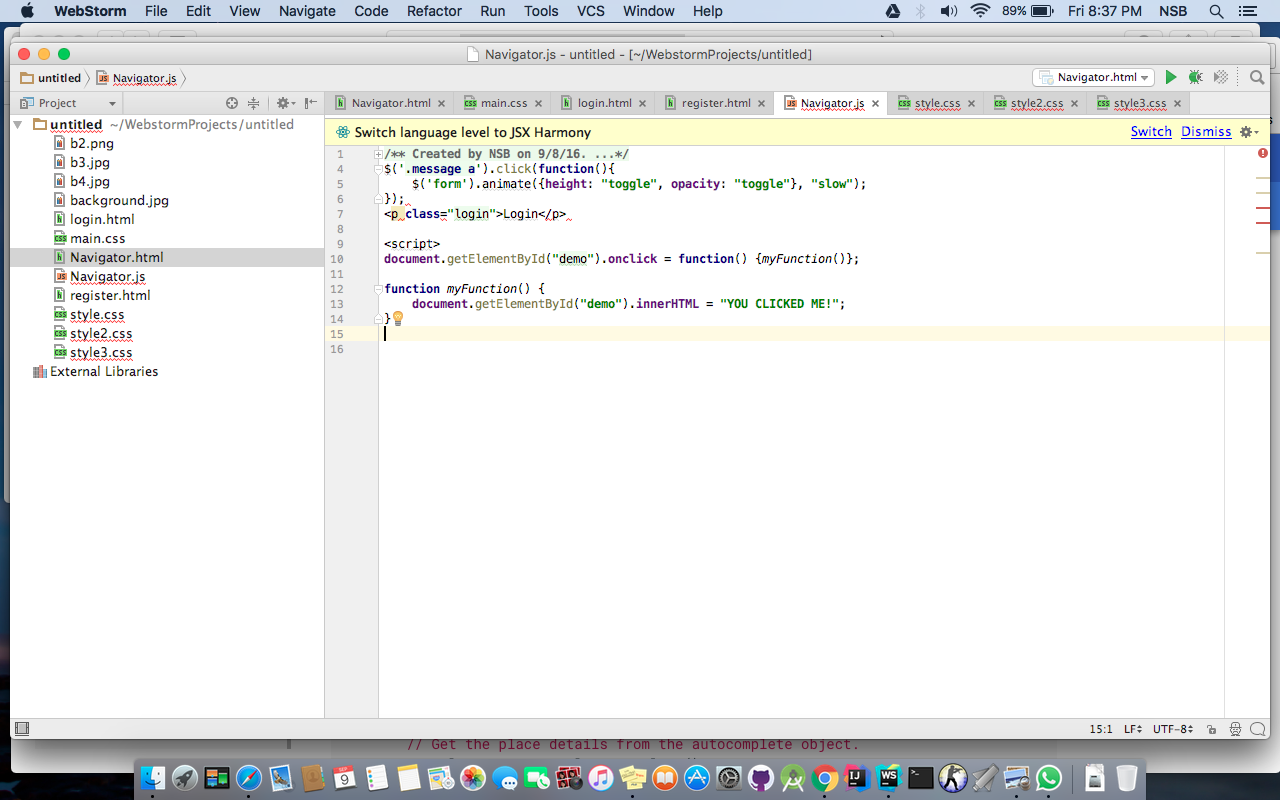 WebStorm File Edit View Navigate Code Refactor Run Tools VCS Window Help 89% Fri 8:37 PM NSB
Navigator.js - untitled - [~/WebstormProjects/untitled]
untitled Navigator.js Navigator.html
Project Navigator.html main.css login.html register.html Navigator.js style.css style2.css style3.css
untitled ~/WebstormProjects/untitled
b2.png
b3.jpg
b4.jpg
background.jpg
login.html
main.css
Navigator.html
Navigator.js
register.html
style.css
style2.css
style3.css
External Libraries
Switch language level to JSX Harmony Switch Dismiss
1 /** Created by NSB on 9/8/16. ...*/
4 $('.message a').click(function(){
5 $('form').animate({height: "toggle", opacity: "toggle"}, "slow");
6 });
7 <p class="login">Login</p>
8
9 <script>
10 document.getElementById("demo").onclick = function() {myFunction()};
11
12 function myFunction() {
13 document.getElementById("demo").innerHTML = "YOU CLICKED ME!";
14 }
15
16
15:1 LF UTF-8
// Get the place details from the autocomplete object.
SEP
9
IJ
WS